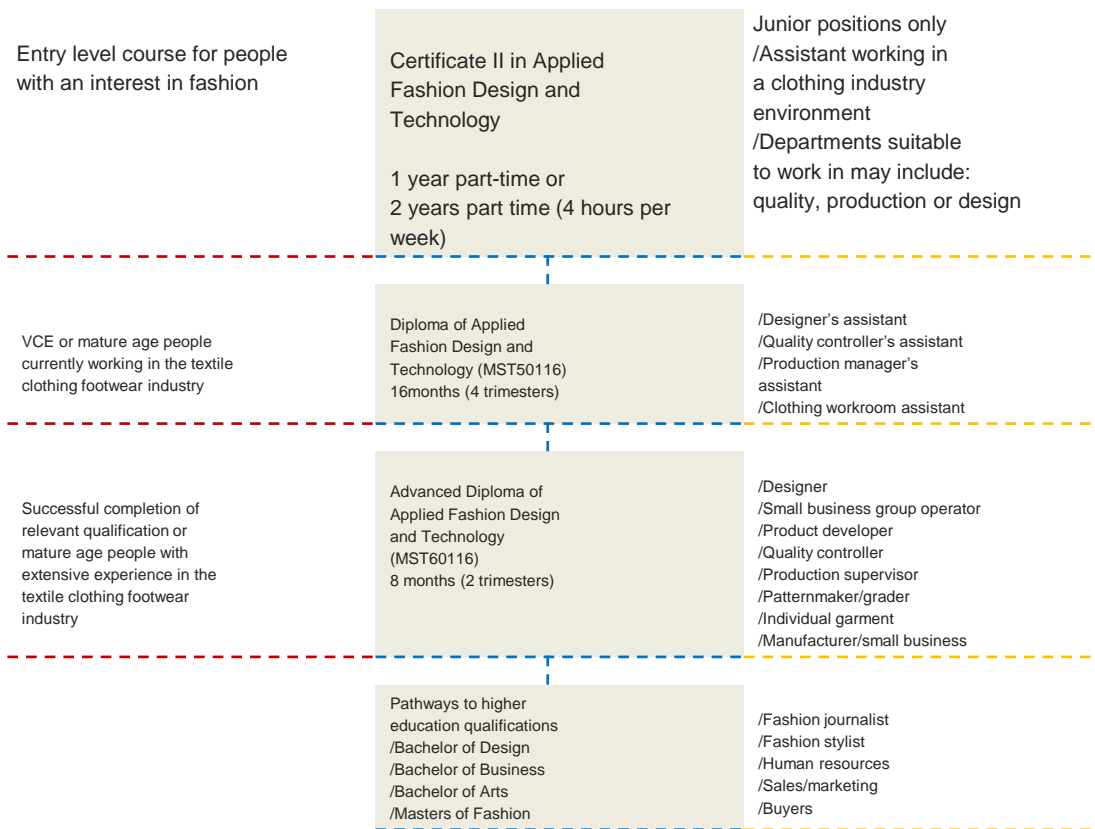 Entry level course for people
with an interest in fashion
Certificate II in Applied
Fashion Design and
Technology
1 year part-time or
2 years part time (4 hours per
week)
Junior positions only
/Assistant working in
a clothing industry
environment
/Departments suitable
to work in may include:
quality, production or design
VCE or mature age people
currently working in the textile
clothing footwear industry
Diploma of Applied
Fashion Design and
Technology (MST50116)
16months (4 trimesters)
/Designer’s assistant
/Quality controller’s assistant
/Production manager’s
assistant
/Clothing workroom assistant
Successful completion of
relevant qualification or
mature age people with
extensive experience in the
textile clothing footwear
industry
Advanced Diploma of
Applied Fashion Design
and Technology
(MST60116)
8 months (2 trimesters)
/Designer
/Small business group operator
/Product developer
/Quality controller
/Production supervisor
/Patternmaker/grader
/Individual garment
/Manufacturer/small business
Pathways to higher
education qualifications
/Bachelor of Design
/Bachelor of Business
/Bachelor of Arts
/Masters of Fashion
/Fashion journalist
/Fashion stylist
/Human resources
/Sales/marketing
/Buyers